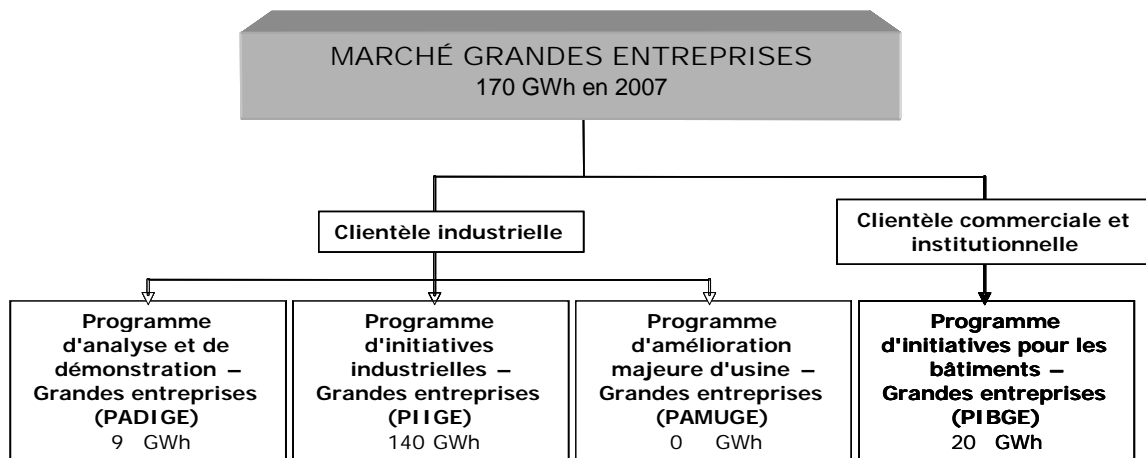 MARCHÉ GRANDES ENTREPRISES
170 GWh en 2007
Clientèle industrielle
Clientèle commerciale et
institutionnelle
Programme
d'analyse et de
démonstration –
Grandes entreprises
(PADIGE)
9 GWh
Programme
d'initiatives
industrielles –
Grandes entreprises
(PIIGE)
140 GWh
Programme
d'amélioration
majeure d'usine –
Grandes entreprises
(PAMUGE)
0 GWh
Programme
d'initiatives pour les
bâtiments –
Grandes entreprises
(PIBGE)
20 GWh